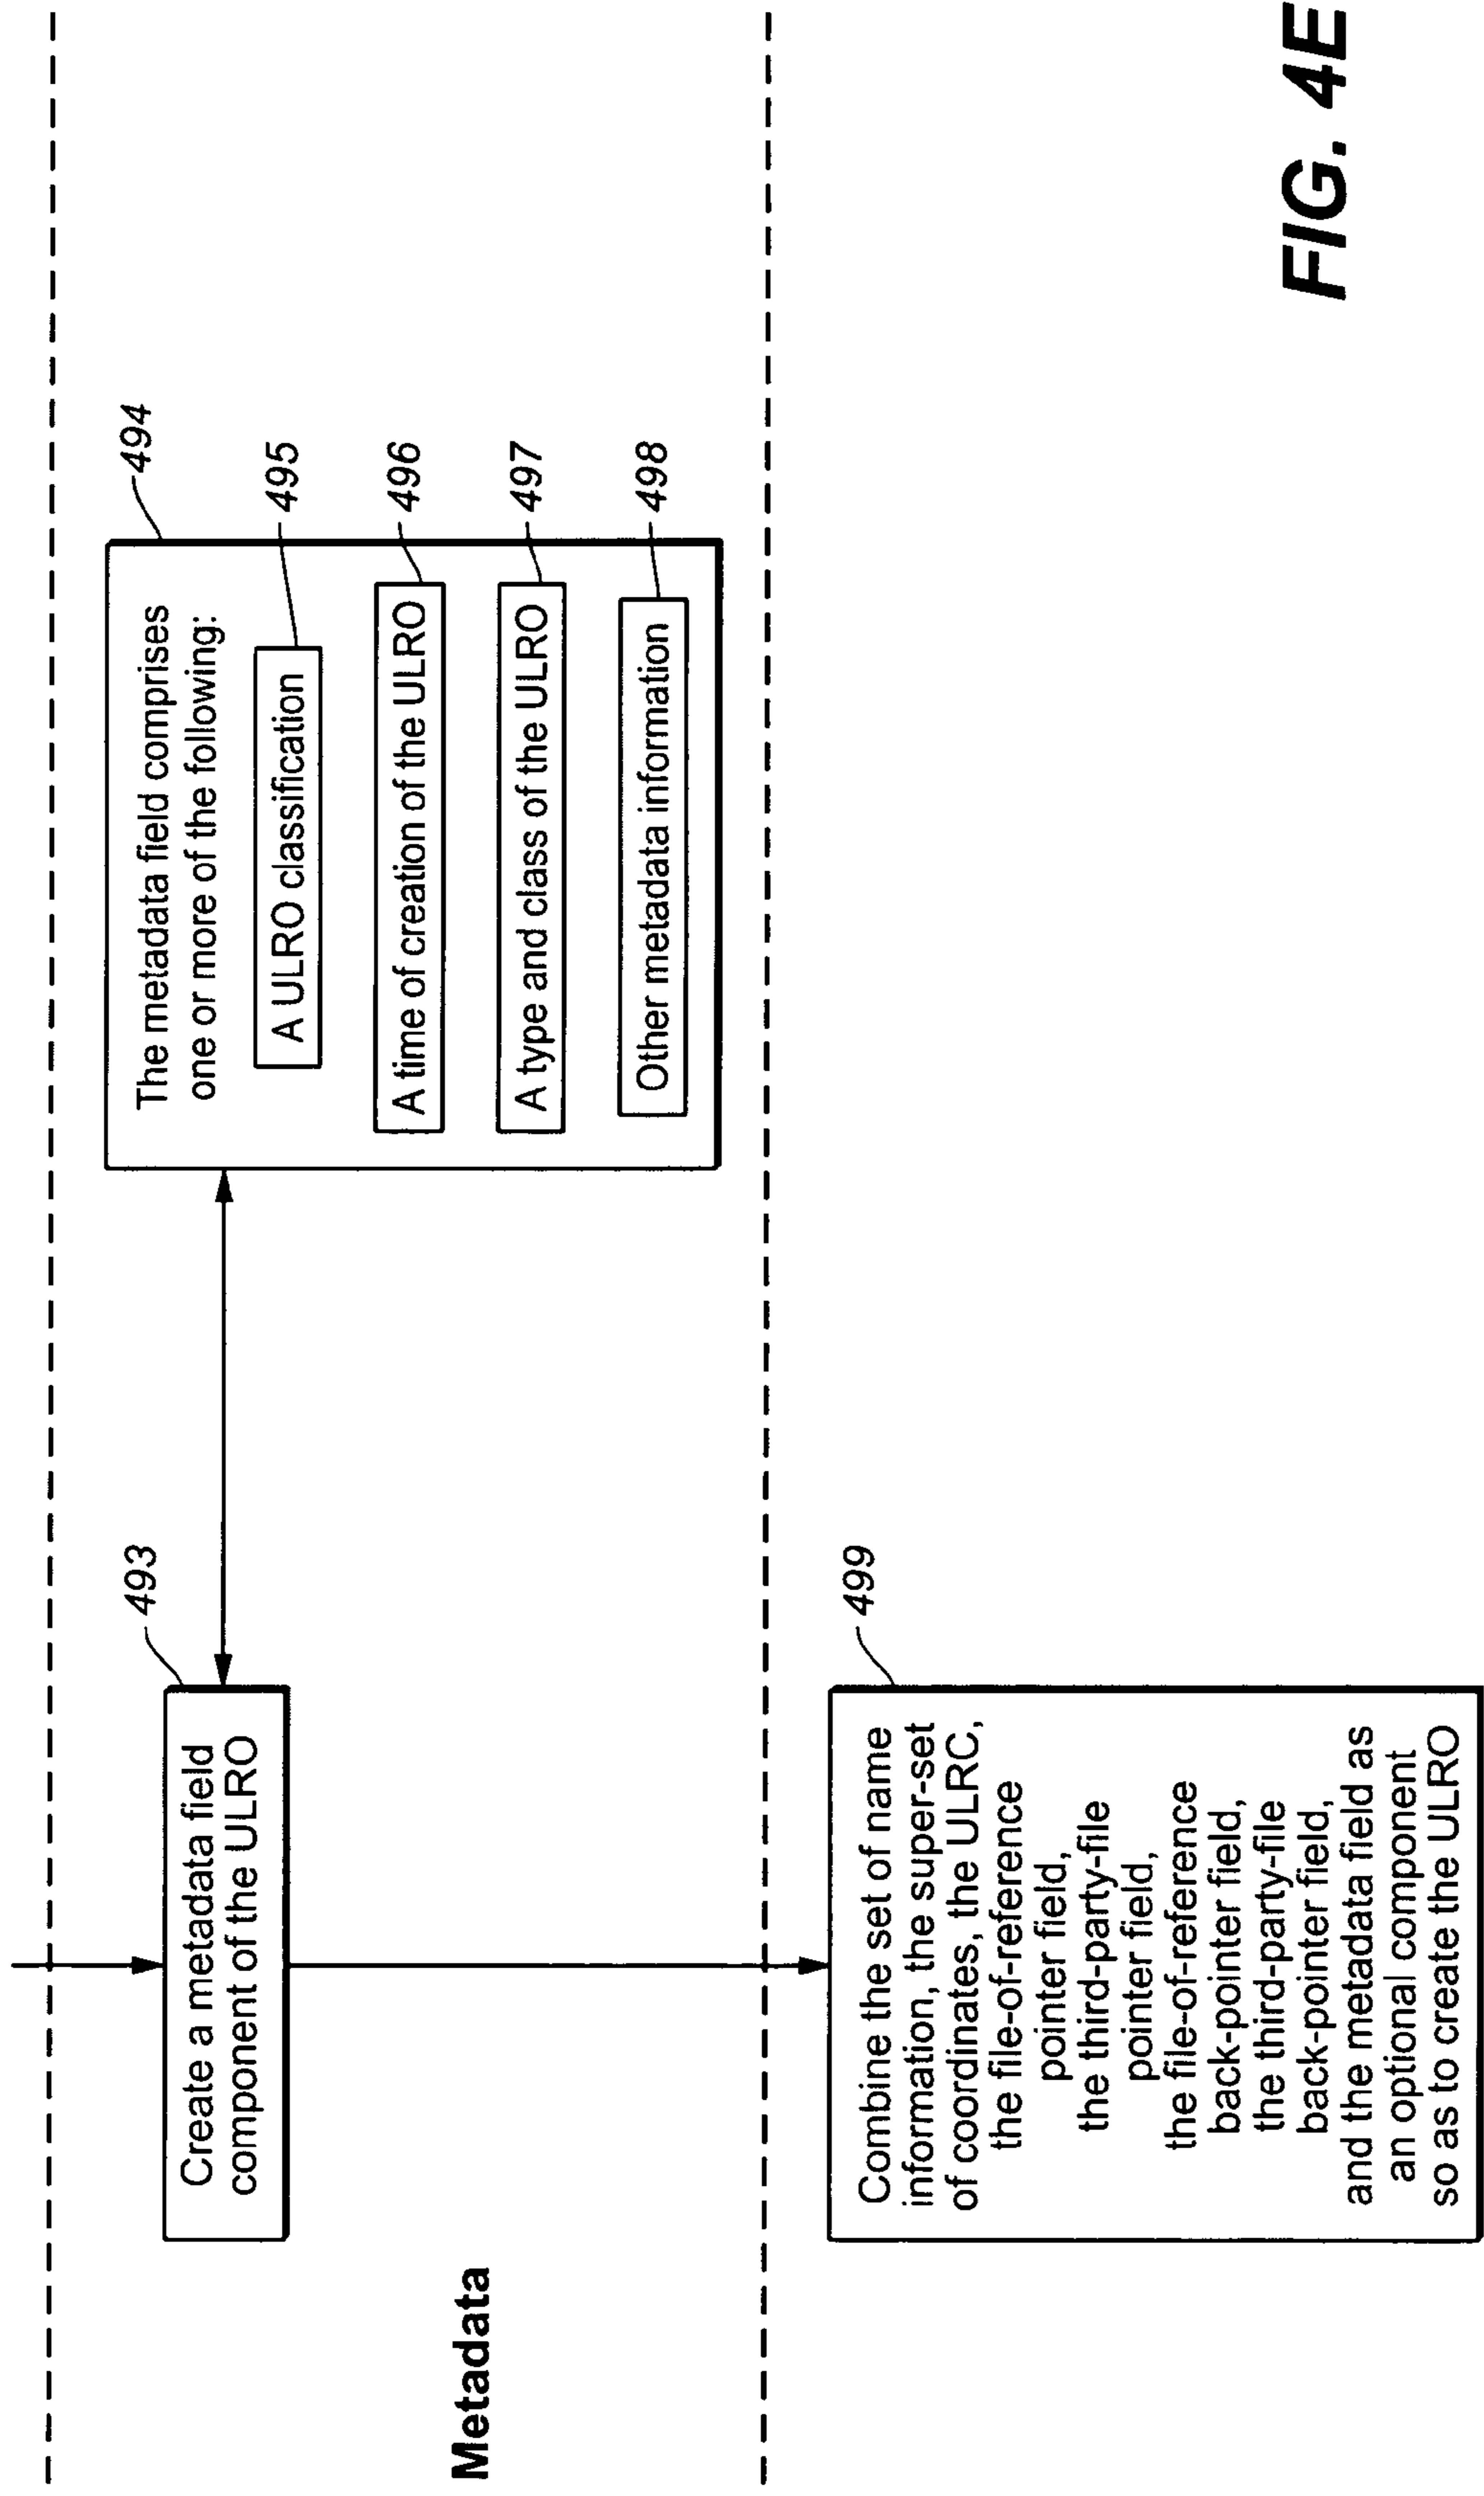 Metadata
493
Create a metadata field
component of the ULRO
494
The metadata field comprises
one or more of the following:
495
A ULRO classification
496
A time of creation of the ULRO
497
A type and class of the ULRO
498
Other metadata information
499
Combine the set of name
information, the super-set
of coordinates, the ULRC,
the file-of-reference
pointer field,
the third-party-file
pointer field,
the file-of-reference
back-pointer field,
the third-party-file
back-pointer field,
and the metadata field as
an optional component
so as to create the ULRO
FIG. 4E